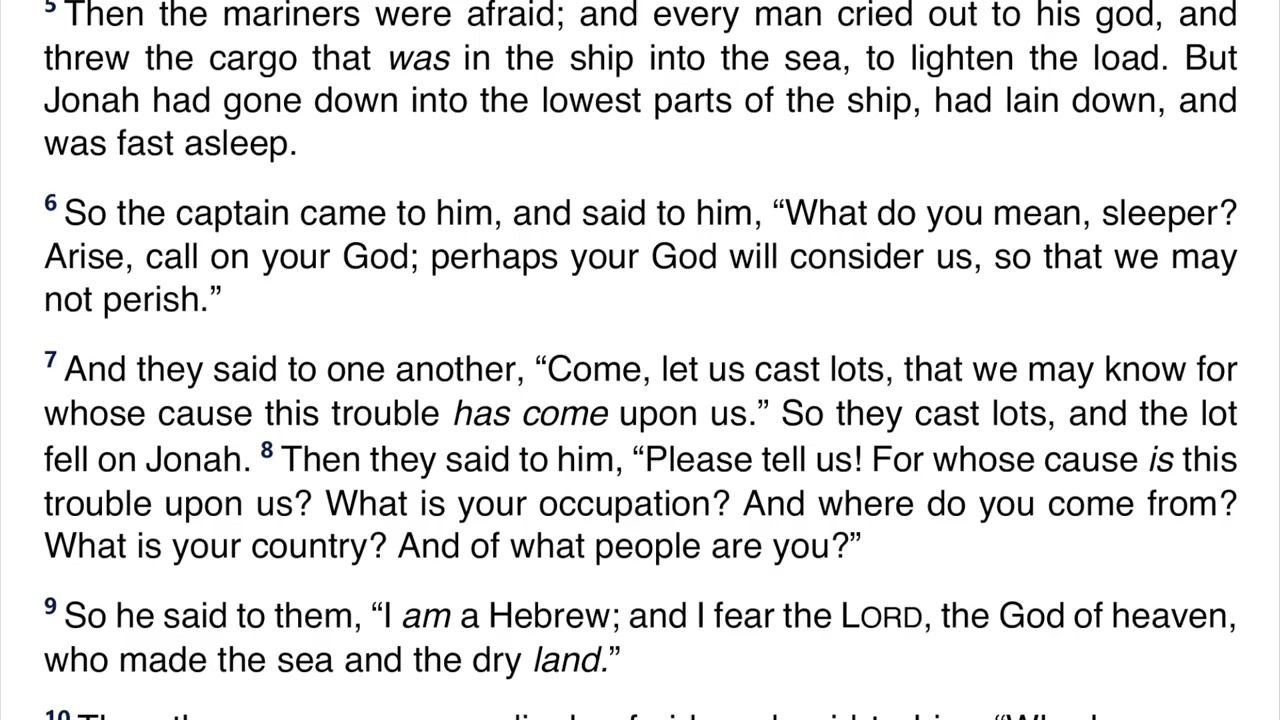 5 Then the mariners were afraid; and every man cried out to his god, and
threw the cargo that was in the ship into the sea, to lighten the load. But
Jonah had gone down into the lowest parts of the ship, had lain down, and
was fast asleep.
6 So the captain came to him, and said to him, “What do you mean, sleeper?
Arise, call on your God; perhaps your God will consider us, so that we may
not perish.”
7 And they said to one another, “Come, let us cast lots, that we may know for
whose cause this trouble has come upon us.” So they cast lots, and the lot
fell on Jonah. 8 Then they said to him, “Please tell us! For whose cause is this
trouble upon us? What is your occupation? And where do you come from?
What is your country? And of what people are you?”
9 So he said to them, “I am a Hebrew; and I fear the LORD, the God of heaven,
who made the sea and the dry land.”
10